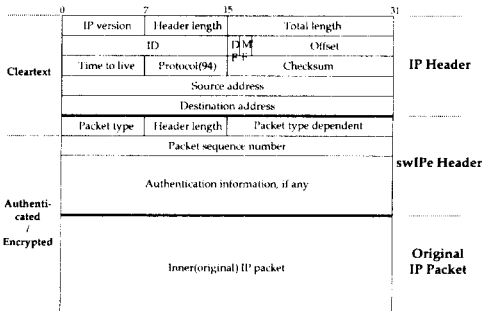 0 7 15 31
IP version Header length Total length
ID DF MF Offset
Time to live Protocol(94) Checksum
Source address
Destination address
Cleartext
IP Header
Packet type Header length Packet type dependent
Packet sequence number
Authentication information, if any
swIPe Header
Authenti-
cated
/
Encrypted
Inner(original) IP packet
Original
IP Packet